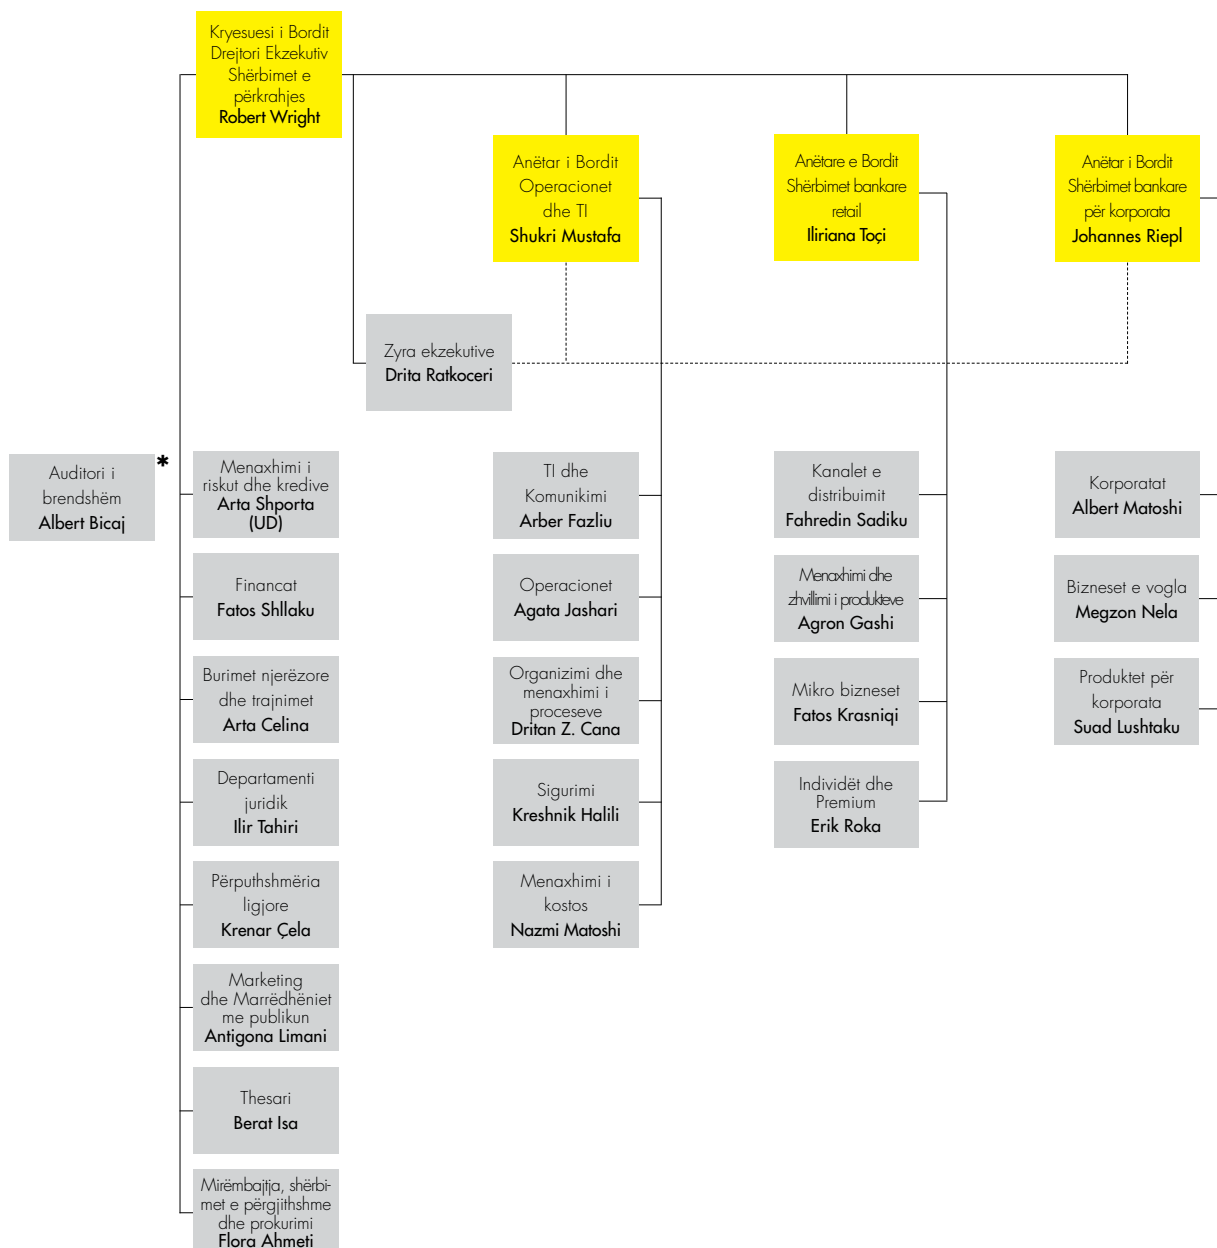 Kryesuesi i Bordit
Drejtori Ekzekutiv
Shërbimet e
përkrahjes
Robert Wright
Anëtar i Bordit
Operacionet
dhe TI
Shukri Mustafa
Anëtare e Bordit
Shërbimet bankare
retail
Iliriana Toçi
Anëtar i Bordit
Shërbimet bankare
për korporata
Johannes Riepl
Zyra ekzekutive
Drita Ratkoceri
Auditori i
brendshëm
Albert Bicaj
*
Menaxhimi i
riskut dhe kredive
Arta Shporta
(UD)
Financat
Fatos Shllaku
Burimet njerëzore
dhe trajnimet
Arta Celina
Departamenti
juridik
Ilir Tahiri
Përputhshmëria
ligjore
Krenar Çela
Marketing
dhe Marrëdhëniet
me publikun
Antigona Limani
Thesari
Berat Isa
Mirëmbajtja, shërbi-
met e përgjithshme
dhe prokurimi
Flora Ahmeti
TI dhe
Komunikimi
Arber Fazliu
Operacionet
Agata Jashari
Organizimi dhe
menaxhimi i
proceseve
Dritan Z. Cana
Sigurimi
Kreshnik Halili
Menaxhimi i
kostos
Nazmi Matoshi
Kanalet e
distribuimit
Fahredin Sadiku
Menaxhimi dhe
zhvillimi i produkteve
Agron Gashi
Mikro bizneset
Fatos Krasniqi
Individët dhe
Premium
Erik Roka
Korporatat
Albert Matoshi
Bizneset e vogla
Megzon Nela
Produktet për
korporata
Suad Lushtaku